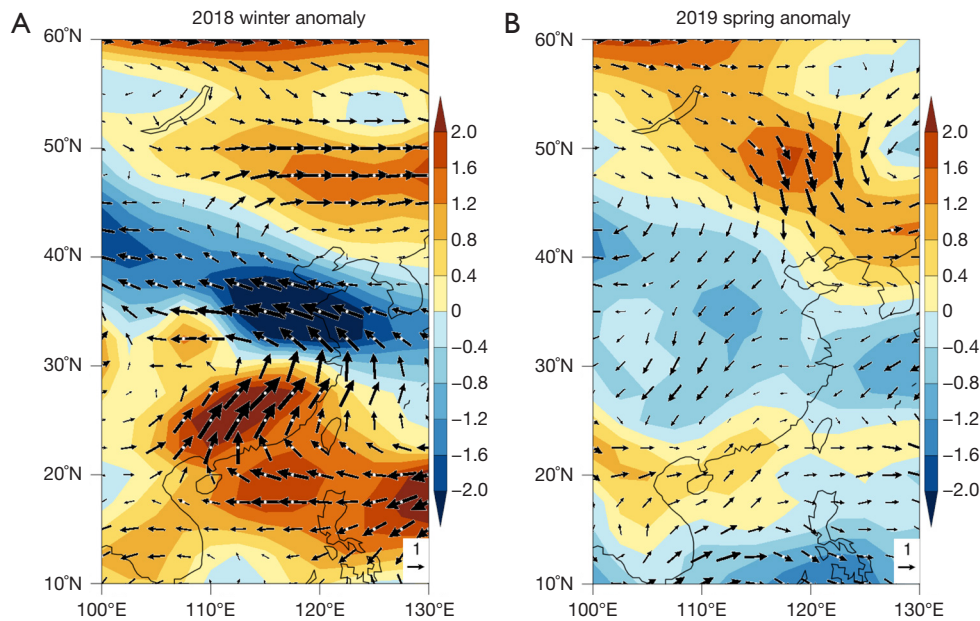 A
2018 winter anomaly
60°N
50°N
40°N
30°N
20°N
10°N
100°E
110°E
120°E
130°E
2.0
1.6
1.2
0.8
0.4
0
−0.4
−0.8
−1.2
−1.6
−2.0
1
B
2019 spring anomaly
60°N
50°N
40°N
30°N
20°N
10°N
100°E
110°E
120°E
130°E
2.0
1.6
1.2
0.8
0.4
0
−0.4
−0.8
−1.2
−1.6
−2.0
1